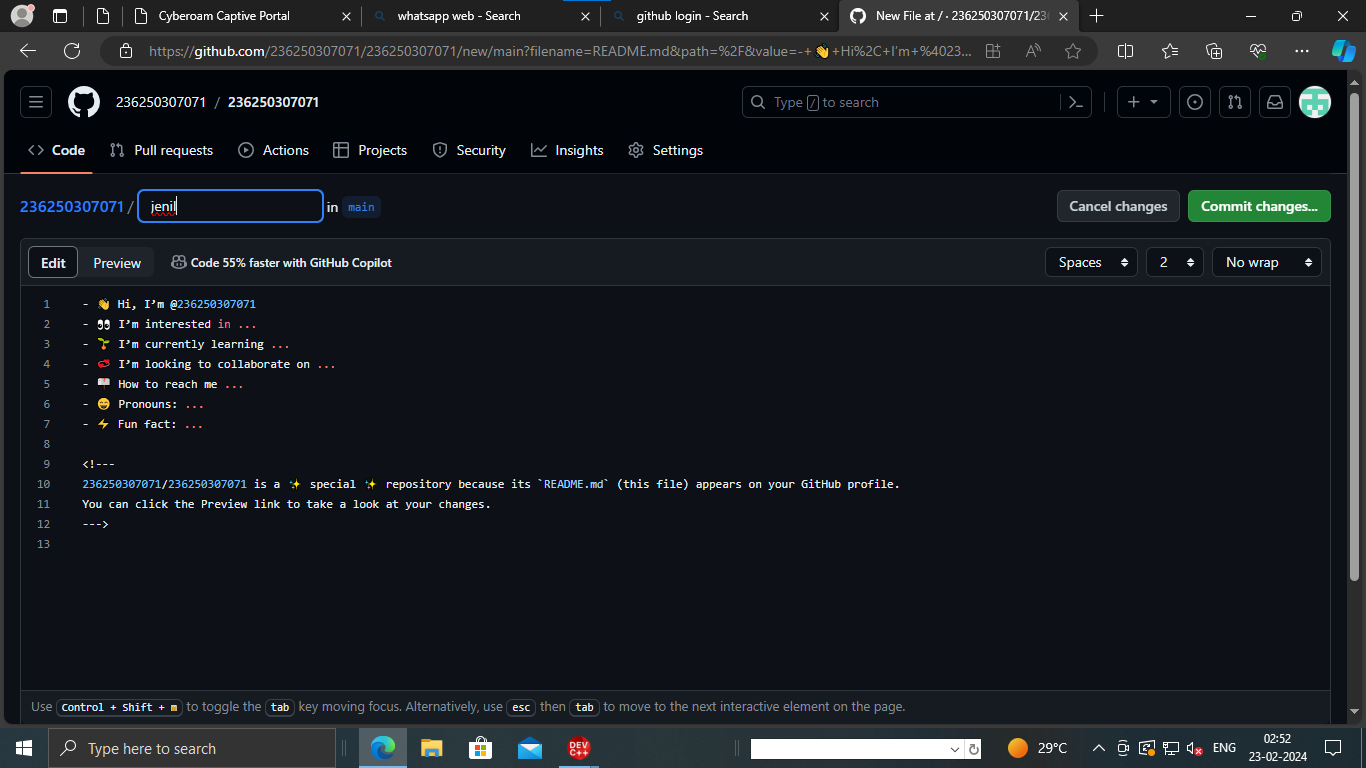 Cyberoam Captive Portal
whatsapp web - Search
github login - Search
New File at / · 236250307071/236
https://github.com/236250307071/236250307071/new/main?filename=README.md&path=%2F&value=-+👋+Hi%2C+I'm+%4023...
236250307071 / 236250307071
Type / to search
Code Pull requests Actions Projects Security Insights Settings
236250307071 / jenil in main
Cancel changes Commit changes...
Edit Preview Code 55% faster with GitHub Copilot
Spaces 2 No wrap
1 - 👋 Hi, I’m @236250307071
2 - 👀 I’m interested in ...
3 - 🌱 I’m currently learning ...
4 - 💞️ I’m looking to collaborate on ...
5 - 📫 How to reach me ...
6 - 😄 Pronouns: ...
7 - ⚡ Fun fact: ...
8
9 <!---
10 236250307071/236250307071 is a ✨ special ✨ repository because its `README.md` (this file) appears on your GitHub profile.
11 You can click the Preview link to take a look at your changes.
12 --->
13
Use Control + Shift + m to toggle the tab key moving focus. Alternatively, use esc then tab to move to the next interactive element on the page.
Type here to search
DEV C++
29°C
ENG
02:52
23-02-2024